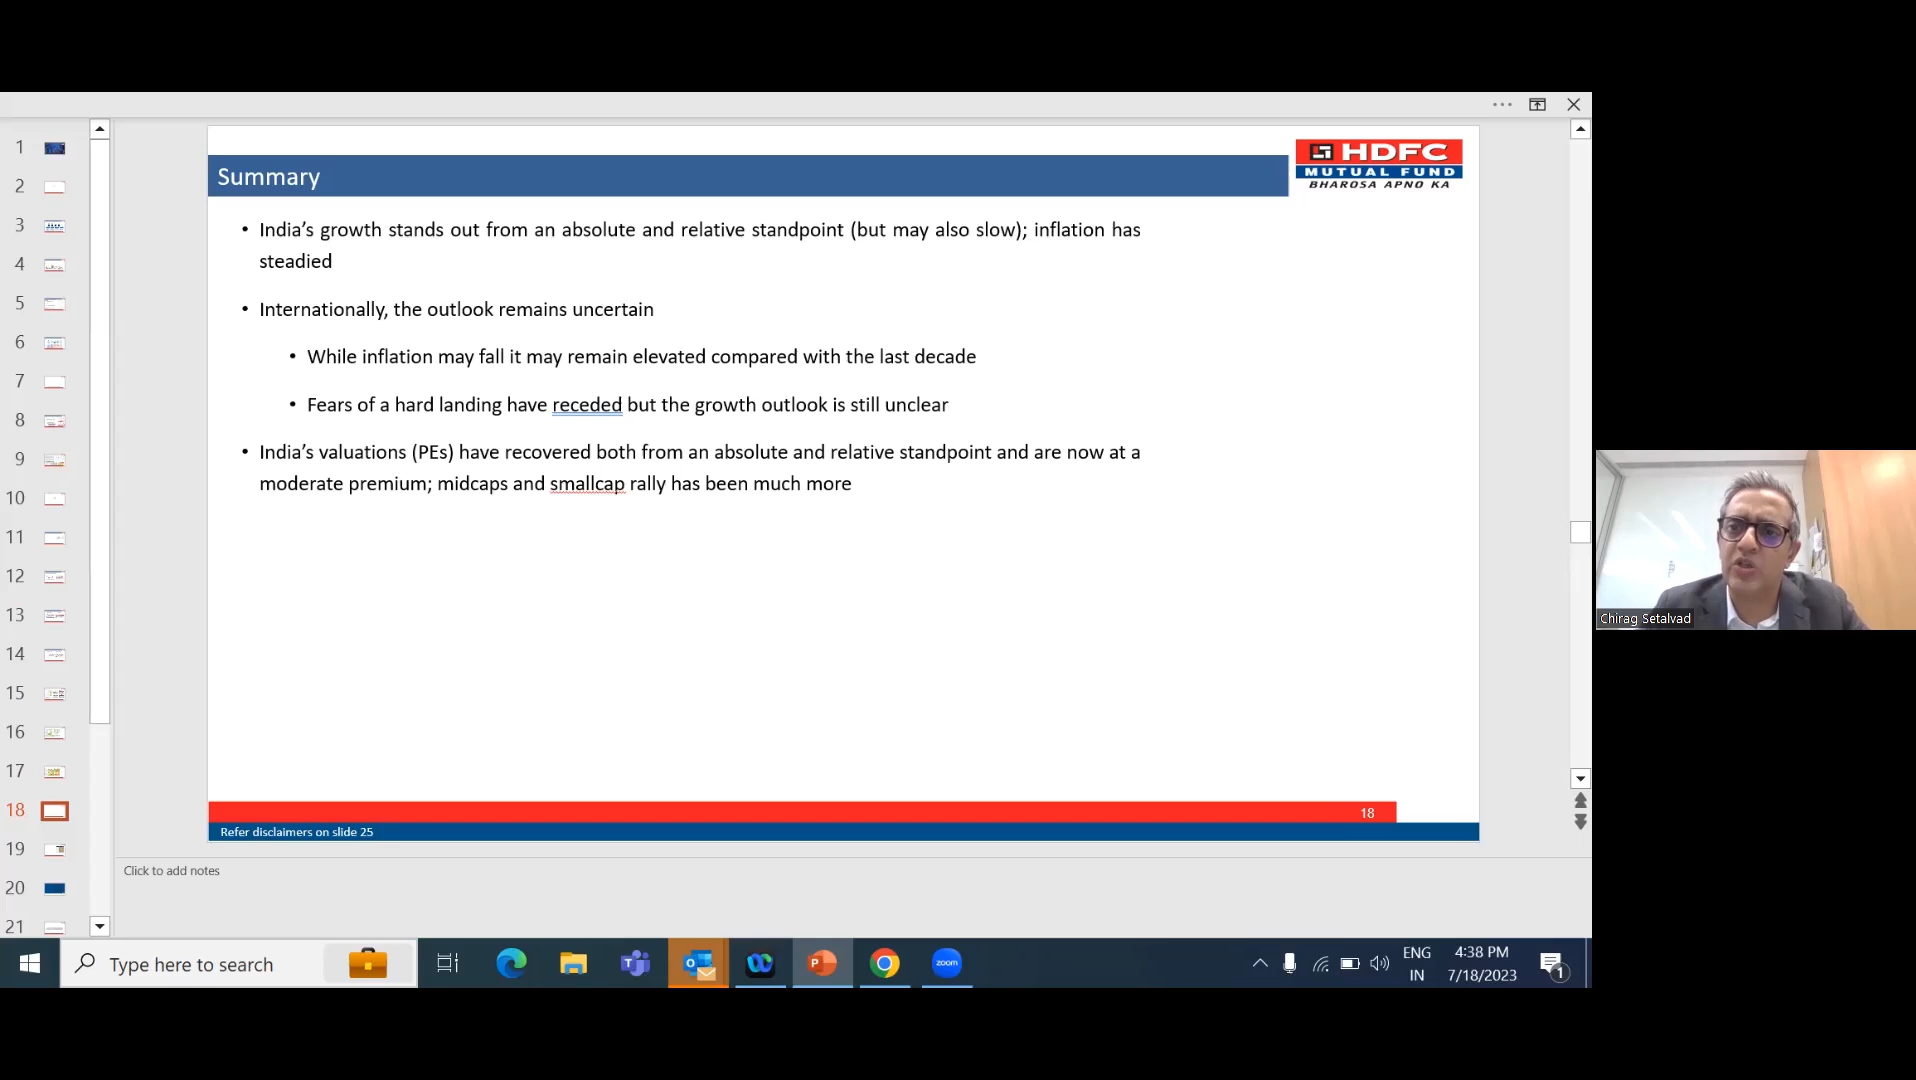 1
2
3
4
5
6
7
8
9
10
11
12
13
14
15
16
17
18
19
20
21
Summary
HDFC
MUTUAL FUND
BHAROSA APNO KA
• India’s growth stands out from an absolute and relative standpoint (but may also slow); inflation has
steadied
• Internationally, the outlook remains uncertain
• While inflation may fall it may remain elevated compared with the last decade
• Fears of a hard landing have receded but the growth outlook is still unclear
• India’s valuations (PEs) have recovered both from an absolute and relative standpoint and are now at a
moderate premium; midcaps and smallcap rally has been much more
18
Refer disclaimers on slide 25
Click to add notes
Chirag Setalvad
Type here to search
zoom
ENG
IN
4:38 PM
7/18/2023
1